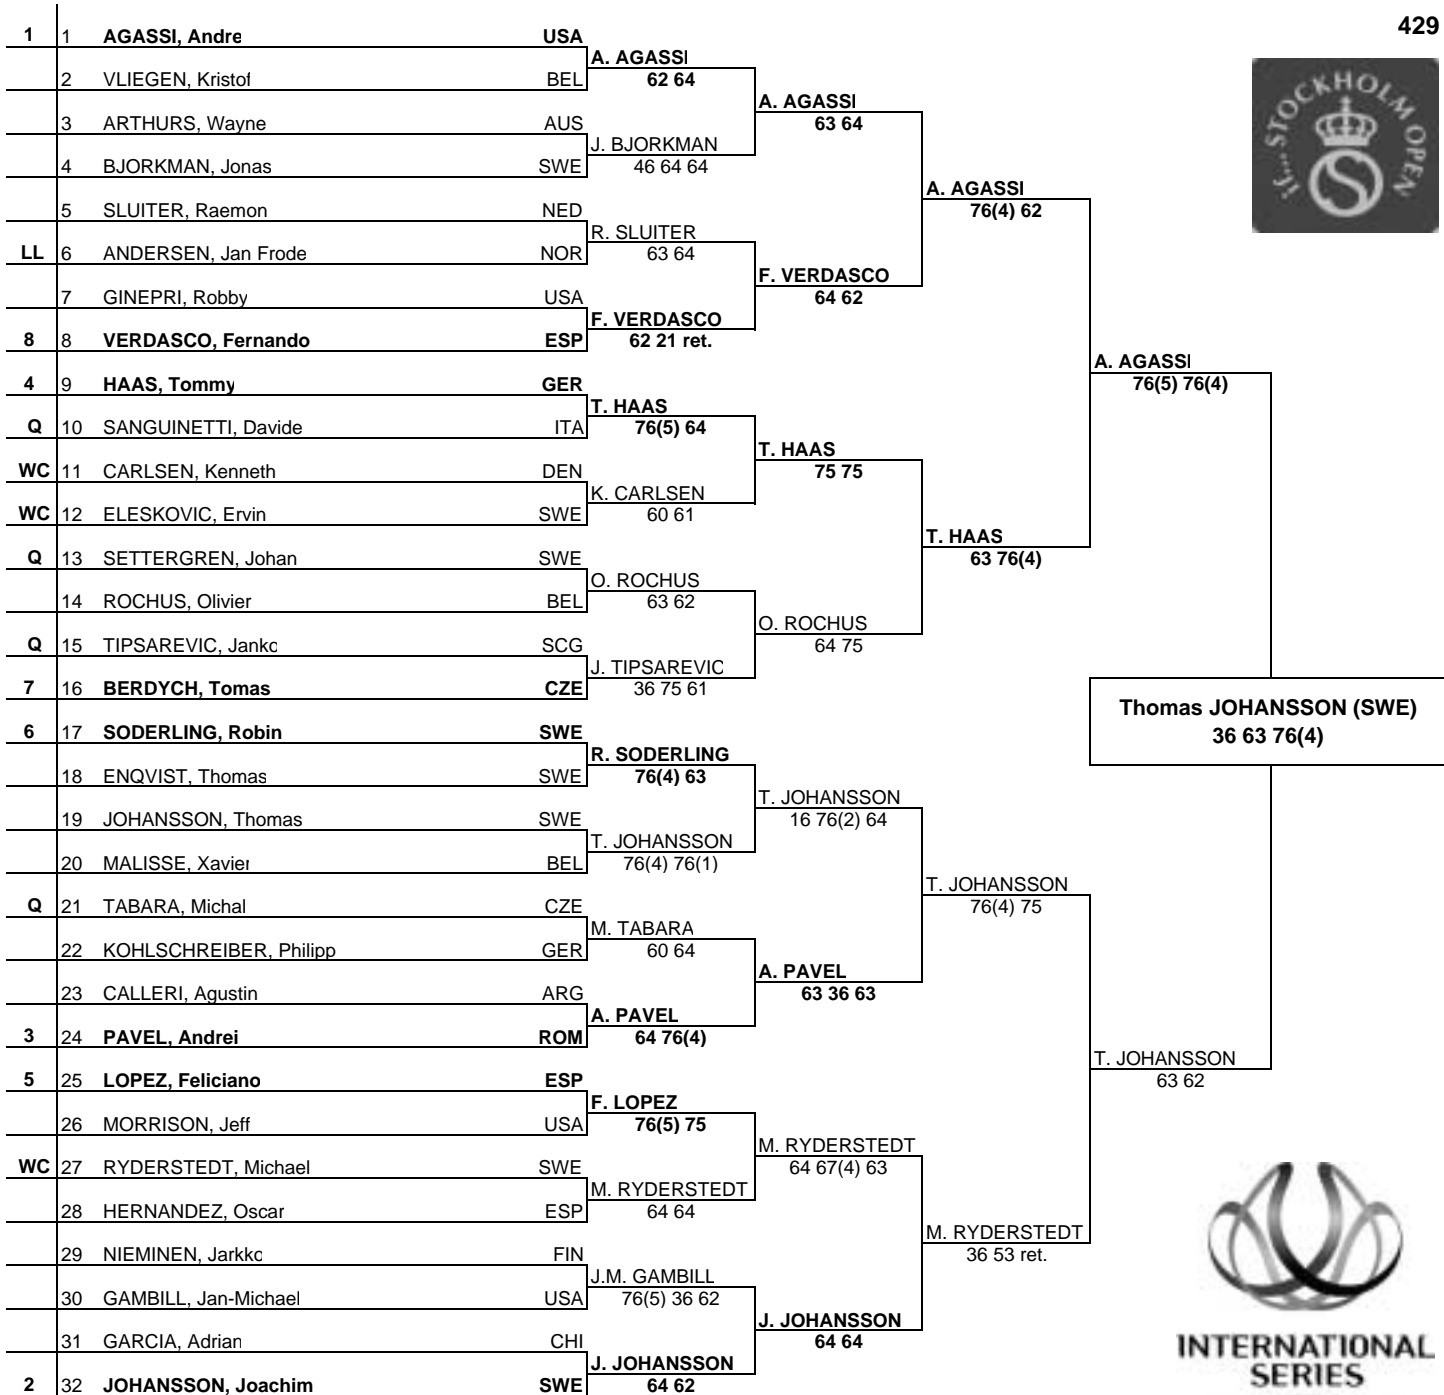 429
if... STOCKHOLM OPEN
1 1 AGASSI, Andre USA
2 VLIEGEN, Kristof BEL
3 ARTHURS, Wayne AUS
4 BJORKMAN, Jonas SWE
5 SLUITER, Raemon NED
LL 6 ANDERSEN, Jan Frode NOR
7 GINEPRI, Robby USA
8 8 VERDASCO, Fernando ESP
4 9 HAAS, Tommy GER
Q 10 SANGUINETTI, Davide ITA
WC 11 CARLSEN, Kenneth DEN
WC 12 ELESKOVIC, Ervin SWE
Q 13 SETTERGREN, Johan SWE
14 ROCHUS, Olivier BEL
Q 15 TIPSAREVIC, Janko SCG
7 16 BERDYCH, Tomas CZE
6 17 SODERLING, Robin SWE
18 ENQVIST, Thomas SWE
19 JOHANSSON, Thomas SWE
20 MALISSE, Xavier BEL
Q 21 TABARA, Michal CZE
22 KOHLSCHREIBER, Philipp GER
23 CALLERI, Agustin ARG
3 24 PAVEL, Andrei ROM
5 25 LOPEZ, Feliciano ESP
26 MORRISON, Jeff USA
WC 27 RYDERSTEDT, Michael SWE
28 HERNANDEZ, Oscar ESP
29 NIEMINEN, Jarkko FIN
30 GAMBILL, Jan-Michael USA
31 GARCIA, Adrian CHI
2 32 JOHANSSON, Joachim SWE
A. AGASSI
62 64
J. BJORKMAN
46 64 64
R. SLUITER
63 64
F. VERDASCO
62 21 ret.
T. HAAS
76(5) 64
K. CARLSEN
60 61
O. ROCHUS
63 62
J. TIPSAREVIC
36 75 61
R. SODERLING
76(4) 63
T. JOHANSSON
76(4) 76(1)
M. TABARA
60 64
A. PAVEL
64 76(4)
F. LOPEZ
76(5) 75
M. RYDERSTEDT
64 64
J.M. GAMBILL
76(5) 36 62
J. JOHANSSON
64 62
A. AGASSI
63 64
F. VERDASCO
64 62
T. HAAS
75 75
O. ROCHUS
64 75
T. JOHANSSON
16 76(2) 64
A. PAVEL
63 36 63
M. RYDERSTEDT
64 67(4) 63
J. JOHANSSON
64 64
A. AGASSI
76(4) 62
T. HAAS
63 76(4)
T. JOHANSSON
76(4) 75
M. RYDERSTEDT
36 53 ret.
A. AGASSI
76(5) 76(4)
T. JOHANSSON
63 62
Thomas JOHANSSON (SWE)
36 63 76(4)
INTERNATIONAL
SERIES